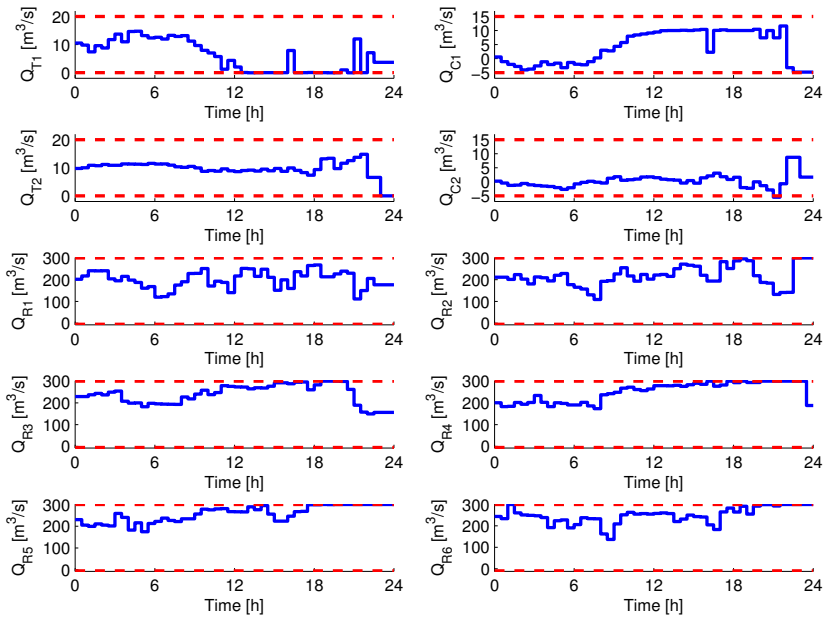 Q_T1 [m³/s]
20
10
0
0 6 12 18 24
Time [h]
Q_C1 [m³/s]
15
10
5
0
−5
0 6 12 18 24
Time [h]
Q_T2 [m³/s]
20
10
0
0 6 12 18 24
Time [h]
Q_C2 [m³/s]
15
10
5
0
−5
0 6 12 18 24
Time [h]
Q_R1 [m³/s]
300
200
100
0
0 6 12 18 24
Time [h]
Q_R2 [m³/s]
300
200
100
0
0 6 12 18 24
Time [h]
Q_R3 [m³/s]
300
200
100
0
0 6 12 18 24
Time [h]
Q_R4 [m³/s]
300
200
100
0
0 6 12 18 24
Time [h]
Q_R5 [m³/s]
300
200
100
0
0 6 12 18 24
Time [h]
Q_R6 [m³/s]
300
200
100
0
0 6 12 18 24
Time [h]